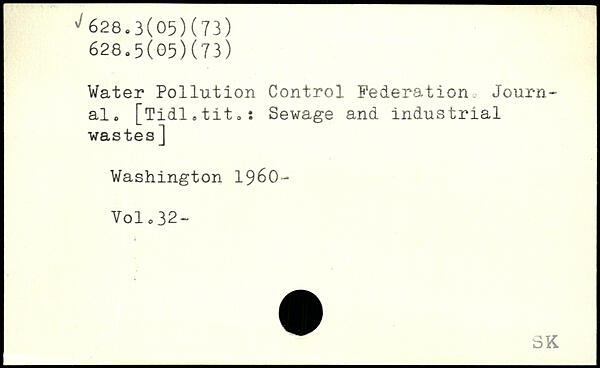 √ 628.3(05)(73)
628.5(05)(73)
Water Pollution Control Federation. Journ-
al. [Tidl.tit.: Sewage and industrial
wastes]
Washington 1960-
Vol.32-
SK